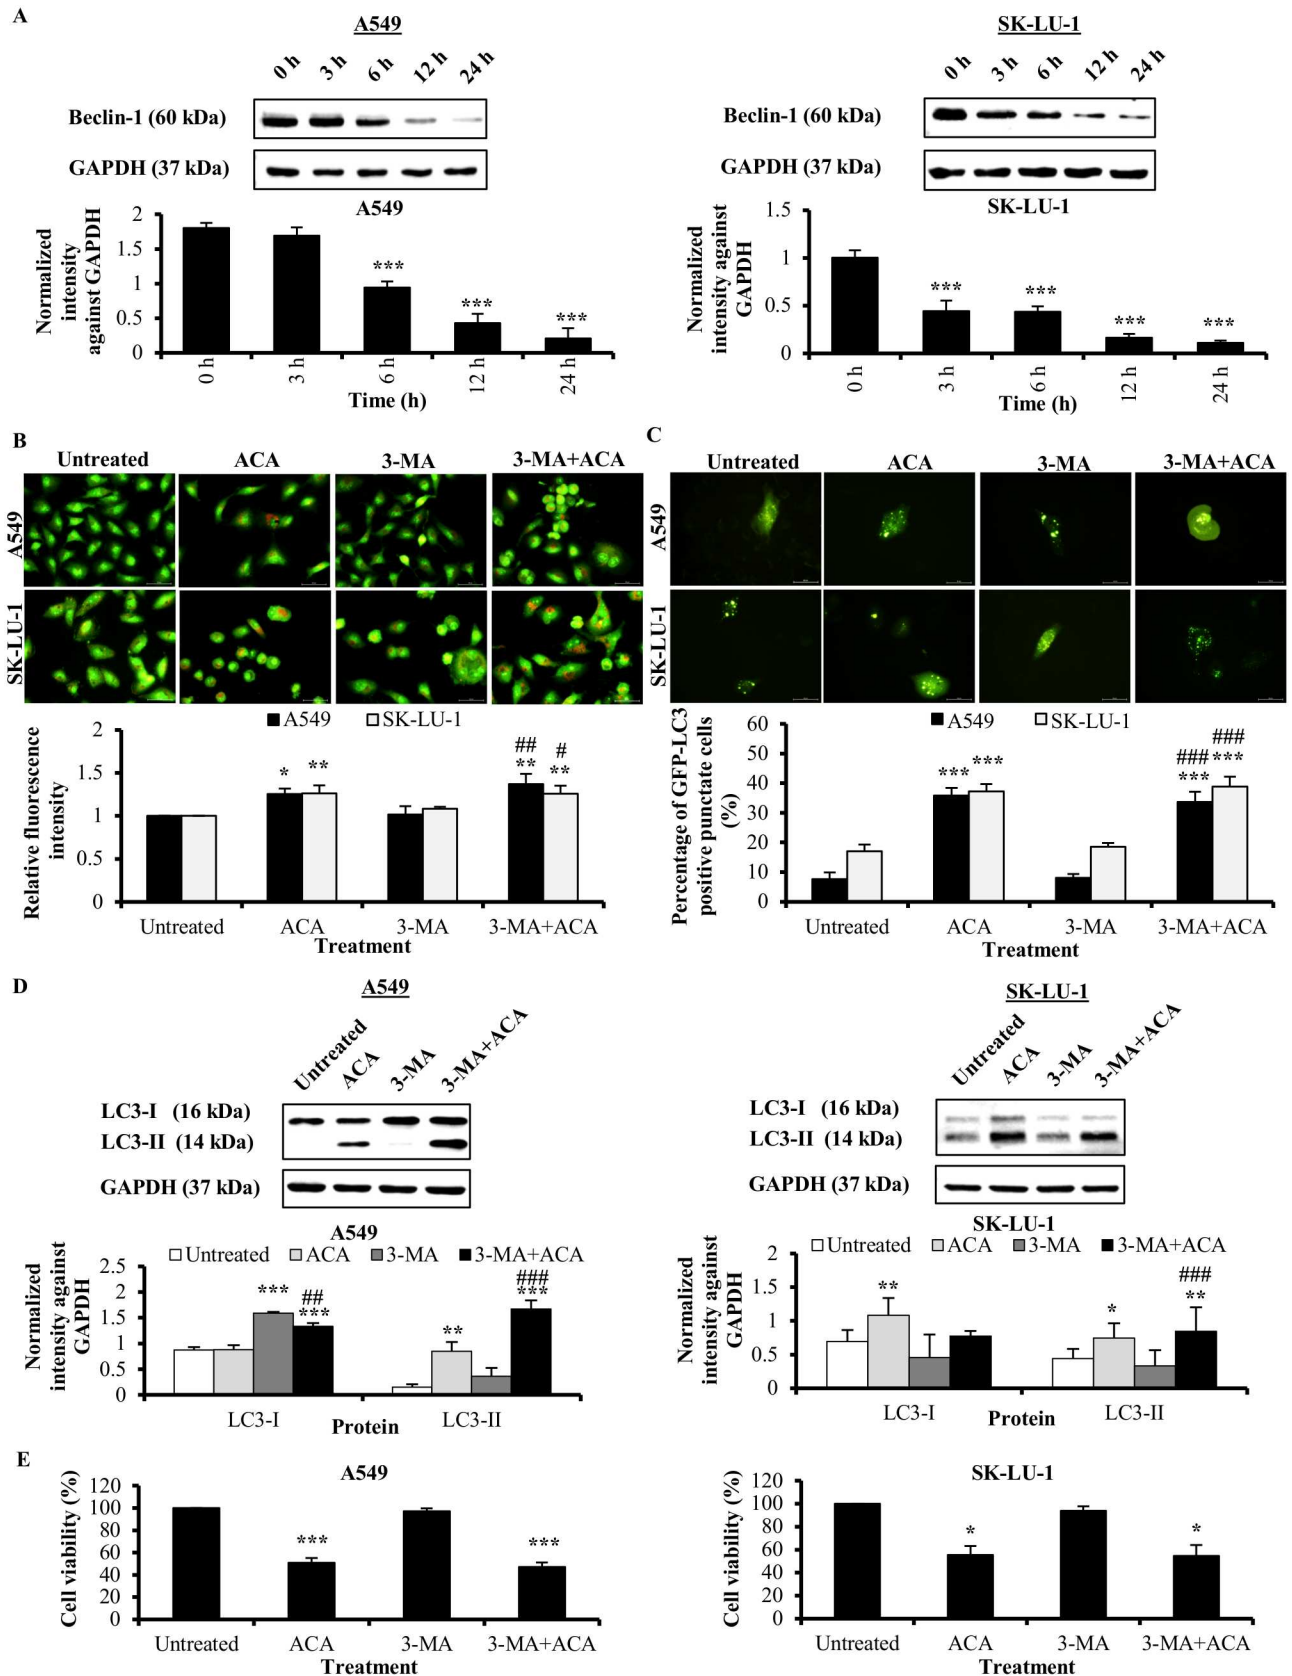 A
A549
0 h 3 h 6 h 12 h 24 h
Beclin-1 (60 kDa)
GAPDH (37 kDa)
A549
Normalized
intensity
against GAPDH
2
1.5
1
0.5
0
***
***
***
0 h 3 h 6 h 12 h 24 h
Time (h)
SK-LU-1
0 h 3 h 6 h 12 h 24 h
Beclin-1 (60 kDa)
GAPDH (37 kDa)
SK-LU-1
Normalized
intensity against
GAPDH
1.5
1
0.5
0
***
***
***
***
0 h 3 h 6 h 12 h 24 h
Time (h)
B
Untreated ACA 3-MA 3-MA+ACA
A549
SK-LU-1
A549 SK-LU-1
Relative fluorescence
intensity
2
1.5
1
0.5
0
* **
## #
** **
Untreated ACA 3-MA 3-MA+ACA
Treatment
C
Untreated ACA 3-MA 3-MA+ACA
A549
SK-LU-1
A549 SK-LU-1
Percentage of GFP-LC3
positive punctate cells
(%)
60
50
40
30
20
10
0
*** ***
### ###
*** ***
Untreated ACA 3-MA 3-MA+ACA
Treatment
D
A549
Untreated ACA 3-MA 3-MA+ACA
LC3-I (16 kDa)
LC3-II (14 kDa)
GAPDH (37 kDa)
A549
Untreated ACA 3-MA 3-MA+ACA
Normalized
intensity against
GAPDH
2.5
2
1.5
1
0.5
0
***
##
***
**
###
***
LC3-I LC3-II
Protein
SK-LU-1
Untreated ACA 3-MA 3-MA+ACA
LC3-I (16 kDa)
LC3-II (14 kDa)
GAPDH (37 kDa)
SK-LU-1
Untreated ACA 3-MA 3-MA+ACA
Normalized
intensity against
GAPDH
2
1.5
1
0.5
0
**
*
###
**
LC3-I LC3-II
Protein
E
A549
Cell viability (%)
120
100
80
60
40
20
0
***
***
Untreated ACA 3-MA 3-MA+ACA
Treatment
SK-LU-1
Cell viability (%)
120
100
80
60
40
20
0
*
*
Untreated ACA 3-MA 3-MA+ACA
Treatment